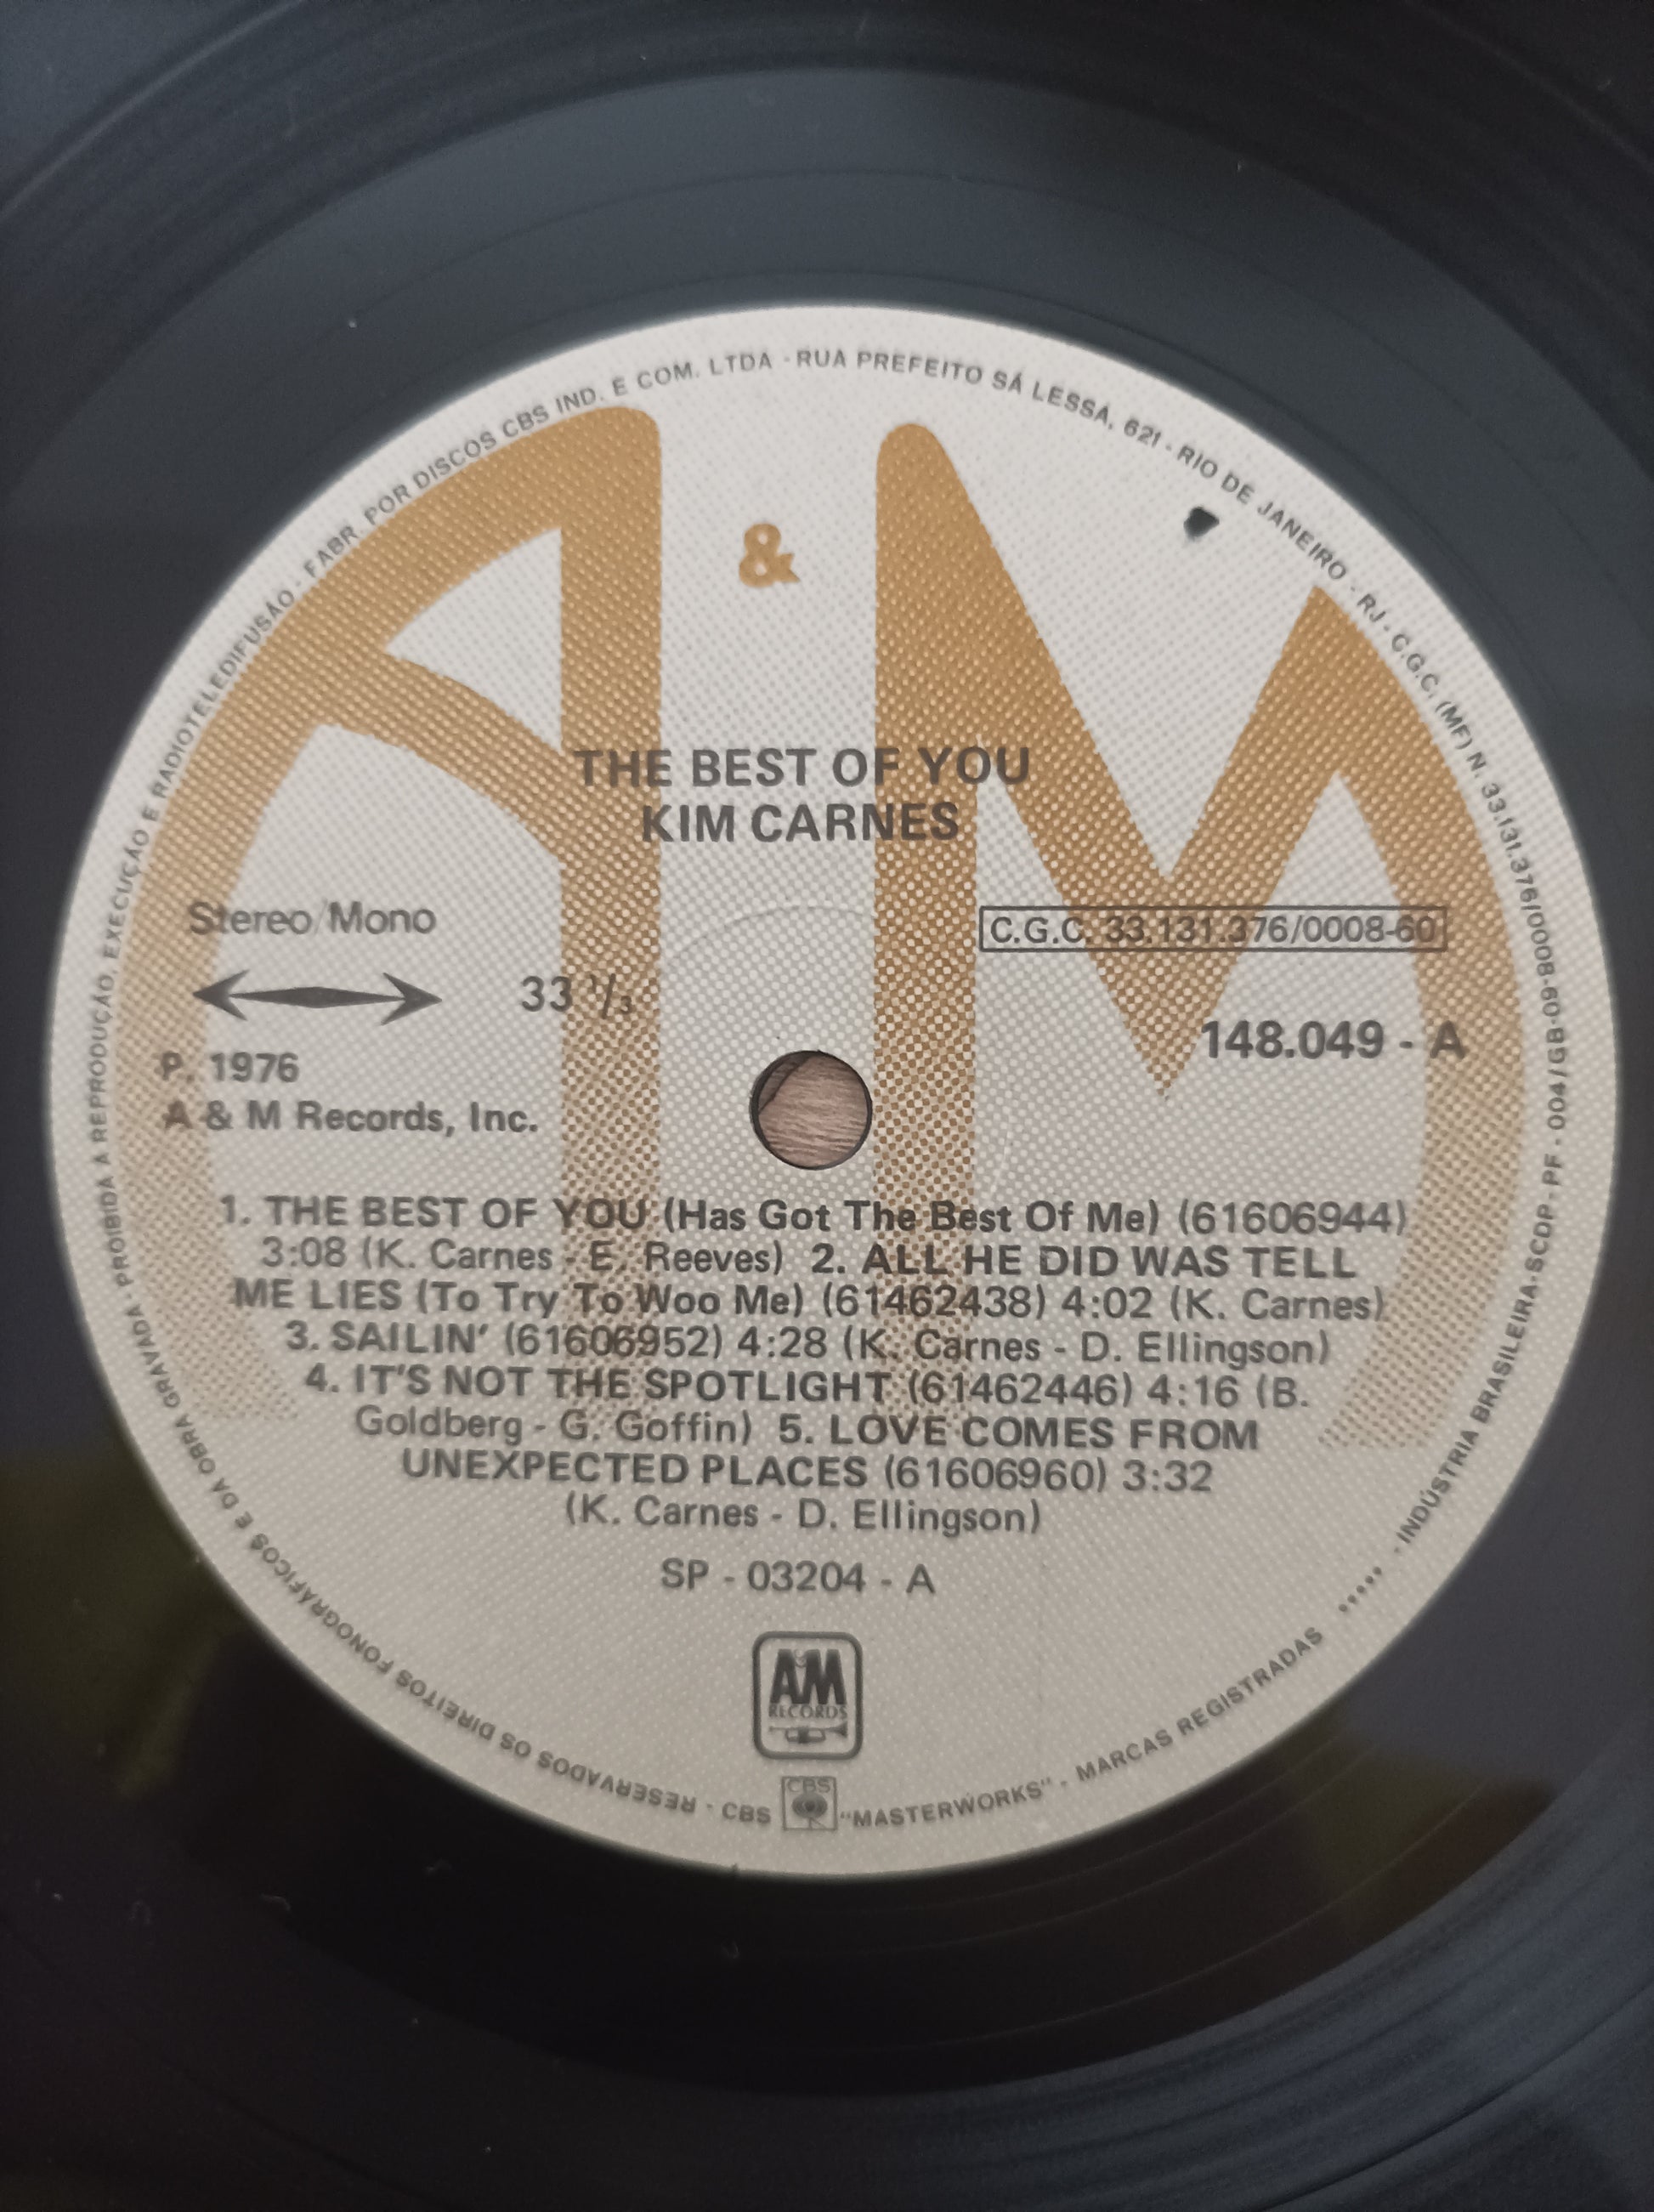 FABR. POR DISCOS CBS IND. E COM. LTDA - RUA PREFEITO SÁ LESSA, 621 - RIO DE JANEIRO - RJ - C.G.C. (MF) N. 33.131.376/0008-60-GB-004/ - PF - SCDP - INDÚSTRIA BRASILEIRA
A & M
THE BEST OF YOU
KIM CARNES
Stereo/Mono
C.G.C. 33.131.376/0008-60
33 1/3
148.049 - A
P. 1976
A & M Records, Inc.
1. THE BEST OF YOU (Has Got The Best Of Me) (61606944)
3:08 (K. Carnes - E. Reeves) 2. ALL HE DID WAS TELL
ME LIES (To Try To Woo Me) (61462438) 4:02 (K. Carnes)
3. SAILIN' (61606952) 4:28 (K. Carnes - D. Ellingson)
4. IT'S NOT THE SPOTLIGHT (61462446) 4:16 (B.
Goldberg - G. Goffin) 5. LOVE COMES FROM
UNEXPECTED PLACES (61606960) 3:32
(K. Carnes - D. Ellingson)
SP - 03204 - A
AM
RECORDS
CBS
CBS "MASTERWORKS" - MARCAS REGISTRADAS
RESERVADOS OS DIREITOS FONOGRÁFICOS E DA OBRA GRAVADA - PROIBIDA A REPRODUÇÃO, EXECUÇÃO E RADIOTELEDIFUSÃO